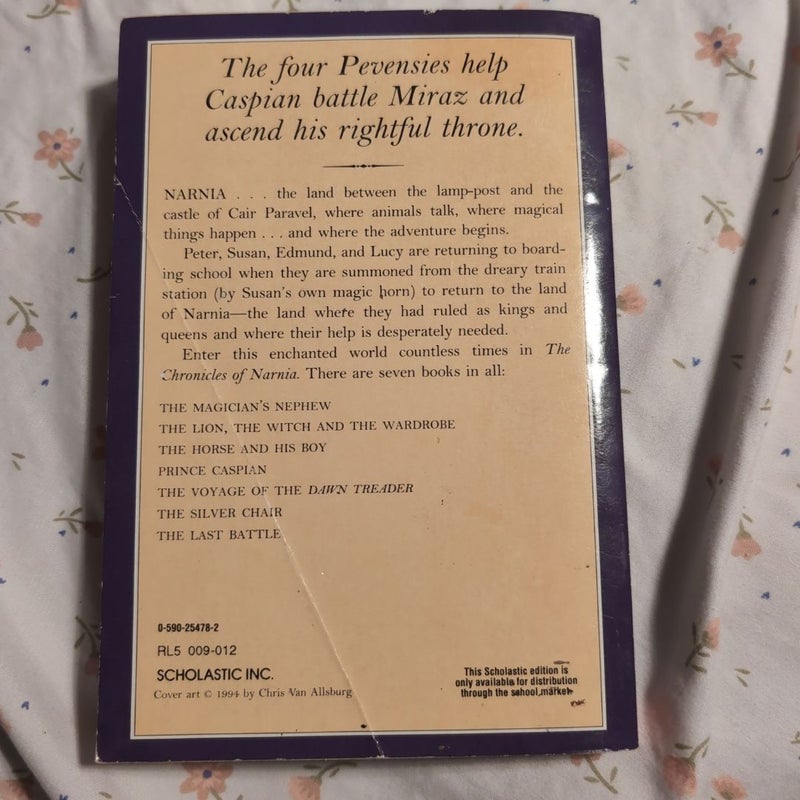 The four Pevensies help
Caspian battle Miraz and
ascend his rightful throne.
NARNIA . . . the land between the lamp-post and the
castle of Cair Paravel, where animals talk, where magical
things happen . . . and where the adventure begins.
Peter, Susan, Edmund, and Lucy are returning to board-
ing school when they are summoned from the dreary train
station (by Susan's own magic horn) to return to the land
of Narnia—the land where they had ruled as kings and
queens and where their help is desperately needed.
Enter this enchanted world countless times in The
Chronicles of Narnia. There are seven books in all:
THE MAGICIAN'S NEPHEW
THE LION, THE WITCH AND THE WARDROBE
THE HORSE AND HIS BOY
PRINCE CASPIAN
THE VOYAGE OF THE DAWN TREADER
THE SILVER CHAIR
THE LAST BATTLE
0-590-25478-2
RL5 009-012
SCHOLASTIC INC.
Cover art © 1994 by Chris Van Allsburg
This Scholastic edition is
only available for distribution
through the school market